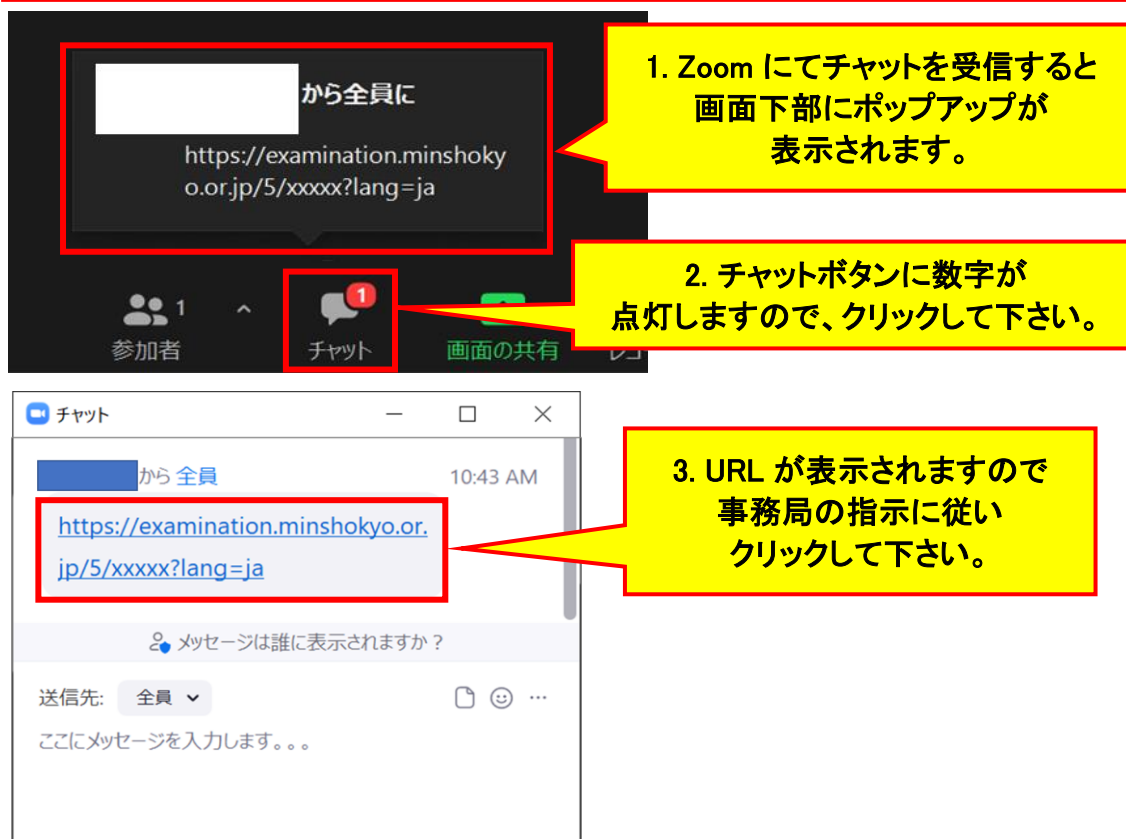 から全員に
https://examination.minshoky
o.or.jp/5/xxxxx?lang=ja
1. Zoom にてチャットを受信すると
画面下部にポップアップが
表示されます。
2. チャットボタンに数字が
点灯しますので、クリックして下さい。
1
1
参加者
チャット
画面の共有
レコ
チャット
から 全員
10:43 AM
https://examination.minshokyo.or.
jp/5/xxxxx?lang=ja
3. URL が表示されますので
事務局の指示に従い
クリックして下さい。
メッセージは誰に表示されますか?
送信先: 全員
ここにメッセージを入力します。。。